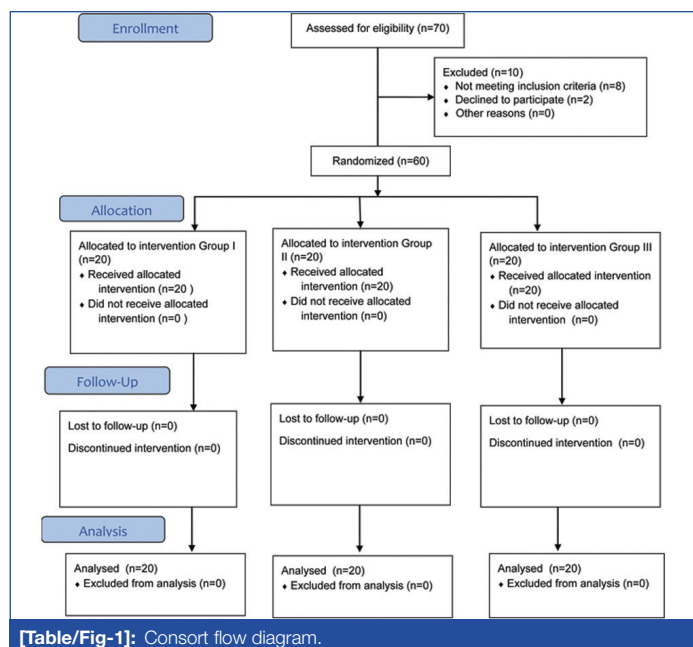 Enrollment
Assessed for eligibility (n=70)
Excluded (n=10)
⬧ Not meeting inclusion criteria (n=8)
⬧ Declined to participate (n=2)
⬧ Other reasons (n=0)
Randomized (n=60)
Allocation
Allocated to intervention Group I
(n=20)
⬧ Received allocated
intervention (n=20 )
⬧ Did not receive allocated
intervention (n=0 )
Allocated to intervention Group
II (n=20)
⬧ Received allocated
intervention (n=20)
⬧ Did not receive allocated
intervention (n=0)
Allocated to intervention Group III
(n=20)
⬧ Received allocated intervention
(n=20)
⬧ Did not receive allocated
intervention (n=0)
Follow-Up
Lost to follow-up (n=0)
Discontinued intervention (n=0)
Lost to follow-up (n=0)
Discontinued intervention (n=0)
Lost to follow-up (n=0)
Discontinued intervention (n=0)
Analysis
Analysed (n=20)
⬧ Excluded from analysis (n=0)
Analysed (n=20)
⬧ Excluded from analysis (n=0)
Analysed (n=20)
⬧ Excluded from analysis (n=0)
[Table/Fig-1]: Consort flow diagram.